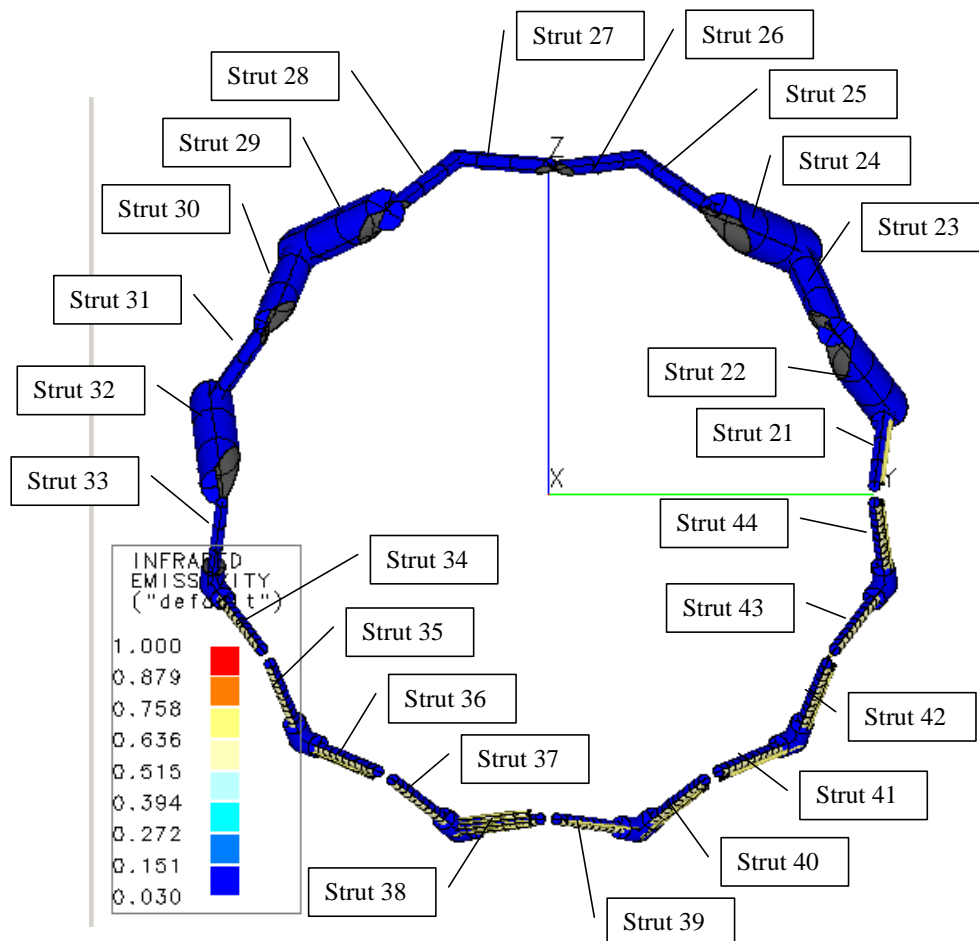 Strut 27
Strut 26
Strut 28
Strut 25
Strut 29
Strut 24
Strut 30
Strut 23
Strut 31
Strut 22
Strut 32
Strut 21
Strut 33
Strut 44
Strut 34
Strut 43
Strut 35
Strut 42
Strut 36
Strut 37
Strut 41
Strut 38
Strut 40
Strut 39
Z
X
Y
INFRARED
EMISSIVITY
("default")
1.000
0.879
0.758
0.636
0.515
0.394
0.272
0.151
0.030